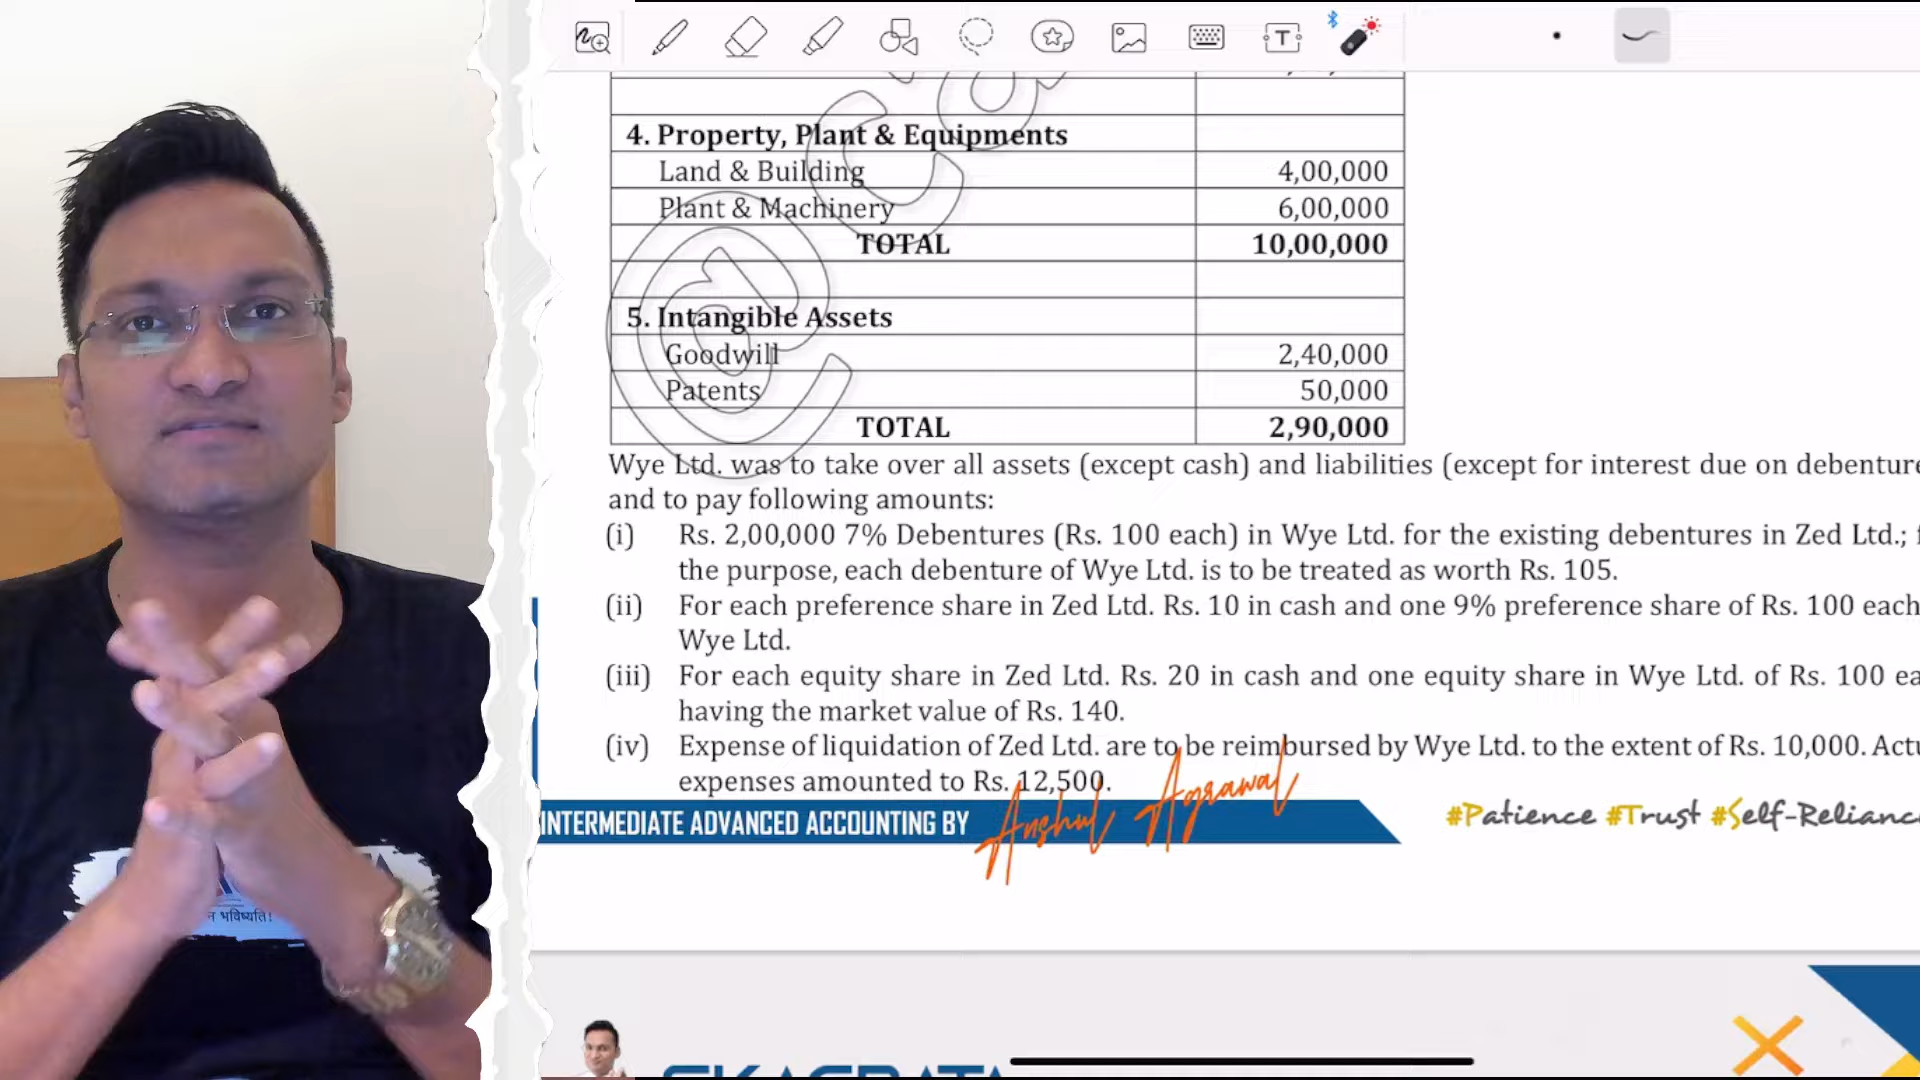 4. Property, Plant & Equipments
Land & Building 4,00,000
Plant & Machinery 6,00,000
TOTAL 10,00,000
5. Intangible Assets
Goodwill 2,40,000
Patents 50,000
TOTAL 2,90,000
Wye Ltd. was to take over all assets (except cash) and liabilities (except for interest due on debenture
and to pay following amounts:
(i) Rs. 2,00,000 7% Debentures (Rs. 100 each) in Wye Ltd. for the existing debentures in Zed Ltd.;
the purpose, each debenture of Wye Ltd. is to be treated as worth Rs. 105.
(ii) For each preference share in Zed Ltd. Rs. 10 in cash and one 9% preference share of Rs. 100 each
Wye Ltd.
(iii) For each equity share in Zed Ltd. Rs. 20 in cash and one equity share in Wye Ltd. of Rs. 100 ea
having the market value of Rs. 140.
(iv) Expense of liquidation of Zed Ltd. are to be reimbursed by Wye Ltd. to the extent of Rs. 10,000. Actu
expenses amounted to Rs. 12,500.
INTERMEDIATE ADVANCED ACCOUNTING BY Anshul Agrawal
#Patience #Trust #Self-Relianc
भविष्यति!